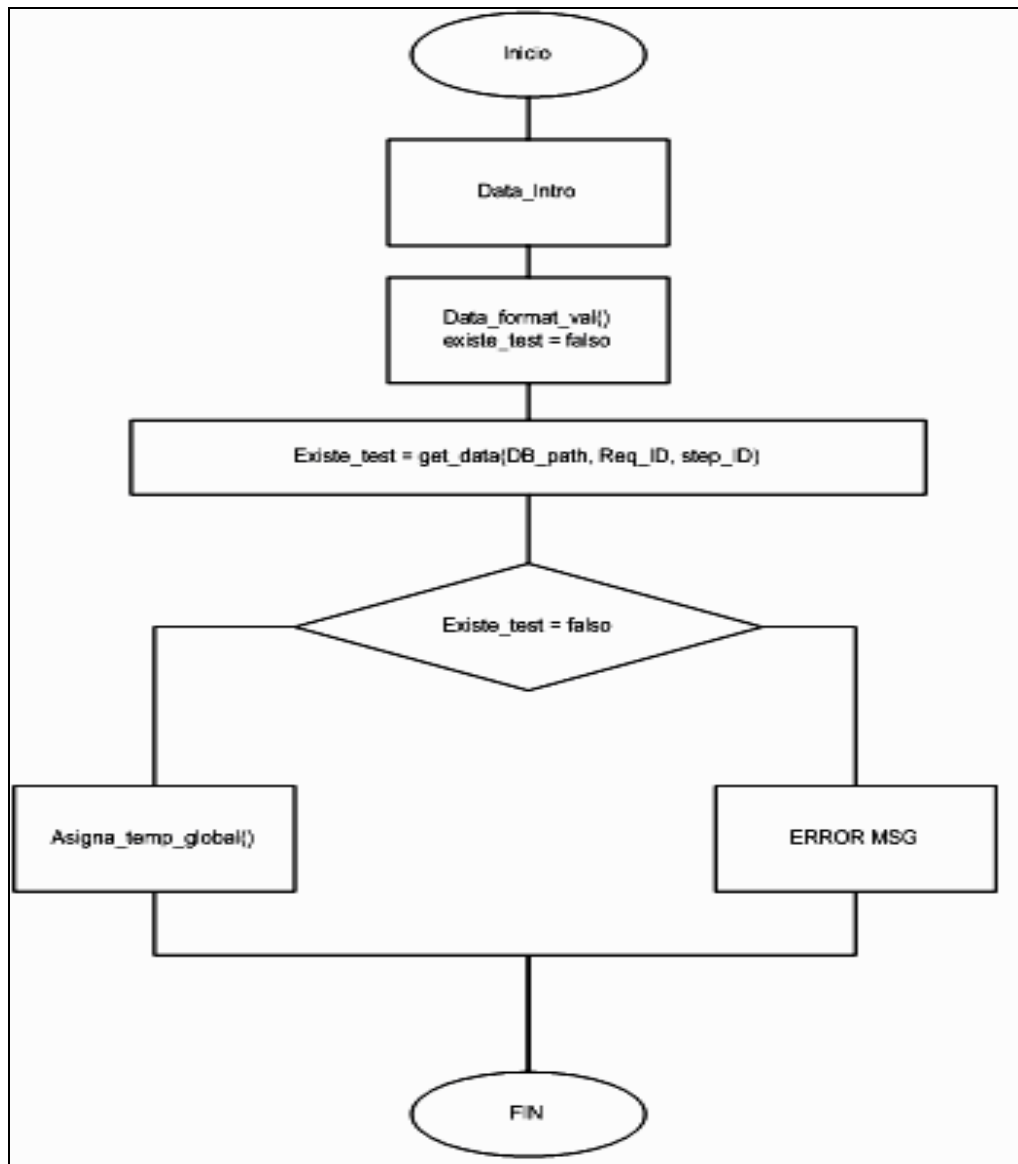 Inicio
Data_Intro
Data_format_val()
existe_test = falso
Existe_test = get_data(DB_path, Req_ID, step_ID)
Existe_test = falso
Asigna_temp_global()
ERROR MSG
FIN